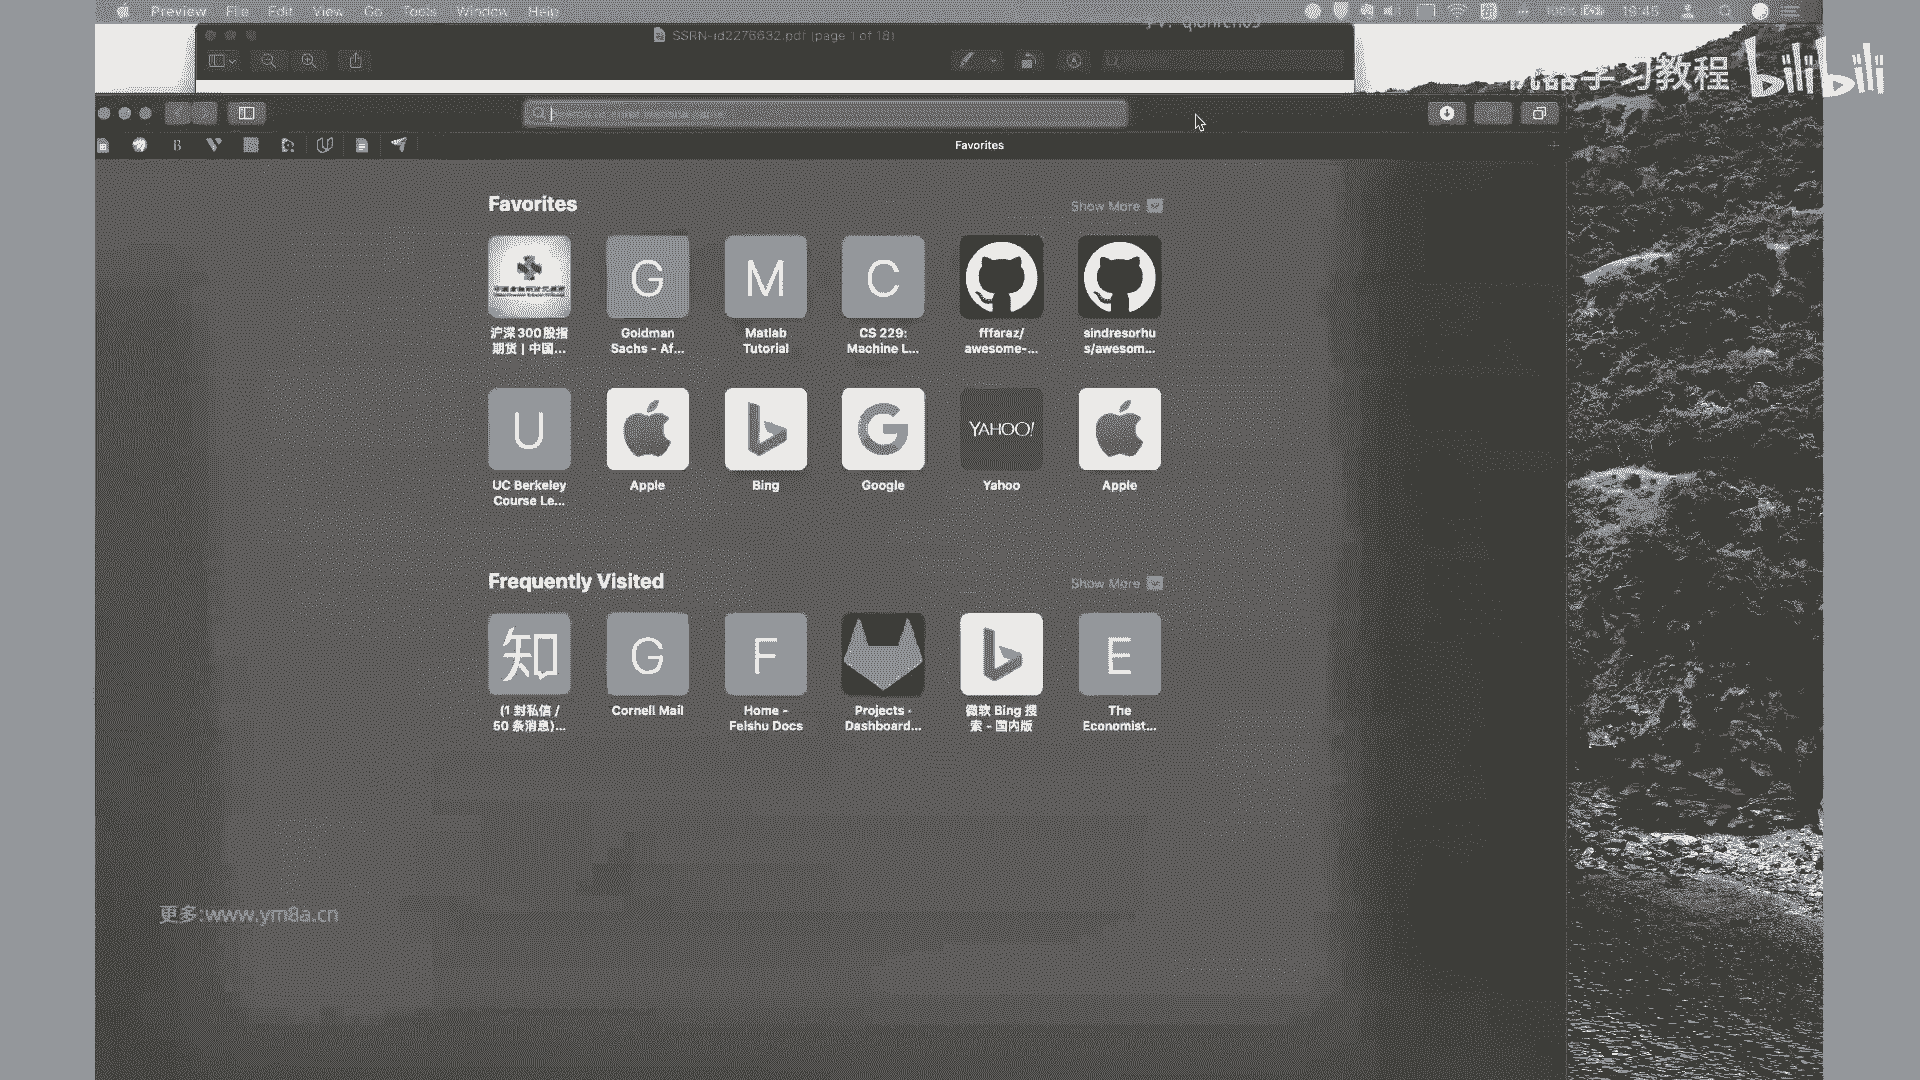 Preview File Edit View Go Tools Window Help
100%
19:45
SSRN-id2276632.pdf (page 1 of 18)
机器学习教程
bilibili
B
Favorites
Favorites
Show More
G
M
C
沪深300股指
期货 | 中国...
Goldman
Sachs - Af...
Matlab
Tutorial
CS 229:
Machine L...
fffaraz/
awesome-...
sindresorhu
s/awesom...
U
YAHOO!
UC Berkeley
Course Le...
Apple
Bing
Google
Yahoo
Apple
Frequently Visited
Show More
知
G
F
E
(1 封私信 /
50 条消息)...
Cornell Mail
Home -
Feishu Docs
Projects ·
Dashboard...
微软 Bing 搜
索 - 国内版
The
Economist...
更多:www.ym8a.cn